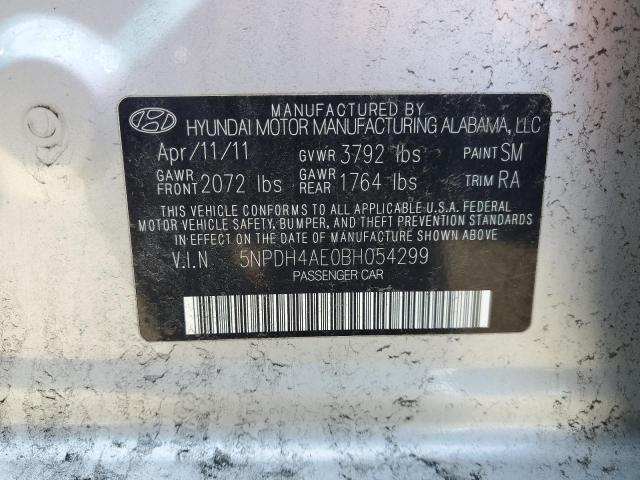 MANUFACTURED BY
HYUNDAI MOTOR MANUFACTURING ALABAMA, LLC
Apr/11/11 GVWR 3792 lbs PAINT SM
GAWR FRONT 2072 lbs GAWR REAR 1764 lbs TRIM RA
THIS VEHICLE CONFORMS TO ALL APPLICABLE U.S.A. FEDERAL
MOTOR VEHICLE SAFETY, BUMPER, AND THEFT PREVENTION STANDARDS
IN EFFECT ON THE DATE OF MANUFACTURE SHOWN ABOVE
V.I.N 5NPDH4AE0BH054299
PASSENGER CAR